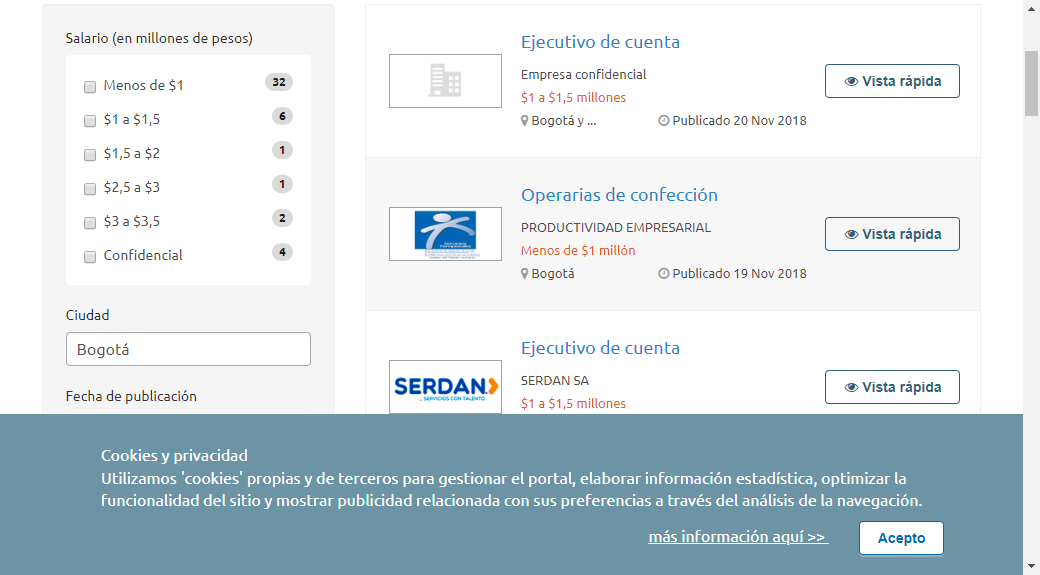 Salario (en millones de pesos)
Menos de $1 32
$1 a $1,5 6
$1,5 a $2 1
$2,5 a $3 1
$3 a $3,5 2
Confidencial 4
Ciudad
Bogotá
Fecha de publicación
Ejecutivo de cuenta
Empresa confidencial
$1 a $1,5 millones
Bogotá y ... Publicado 20 Nov 2018
Vista rápida
Operarias de confección
PRODUCTIVIDAD EMPRESARIAL
Menos de $1 millón
Bogotá Publicado 19 Nov 2018
Vista rápida
SERDAN
SERVICIOS CON TALENTO
Ejecutivo de cuenta
SERDAN SA
$1 a $1,5 millones
Vista rápida
Cookies y privacidad
Utilizamos 'cookies' propias y de terceros para gestionar el portal, elaborar información estadística, optimizar la
funcionalidad del sitio y mostrar publicidad relacionada con sus preferencias a través del análisis de la navegación.
más información aquí >>
Acepto